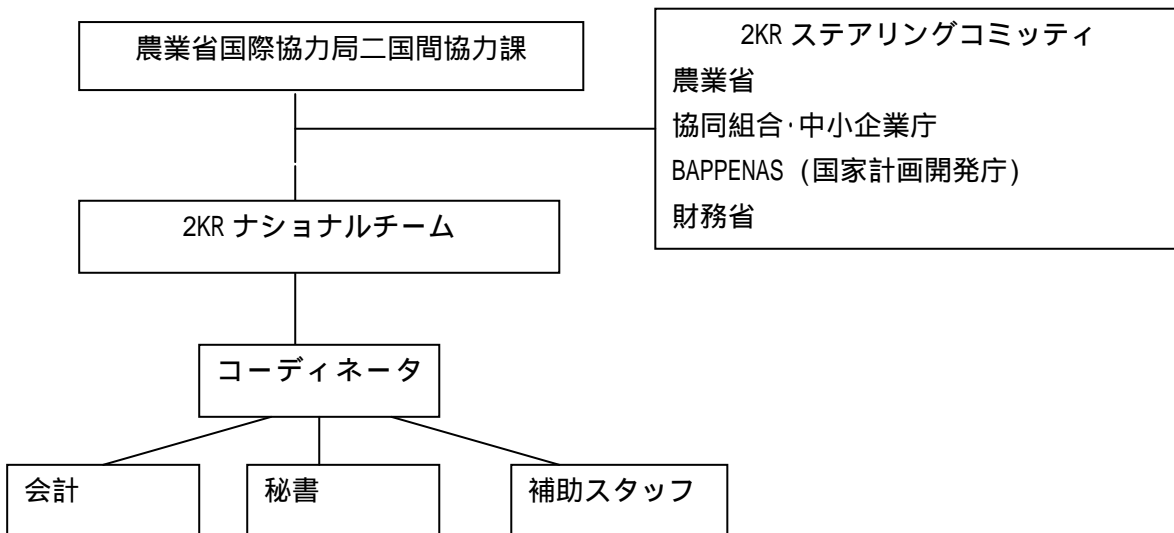 農業省国際協力局二国間協力課
2KR ステアリングコミッティ
農業省
協同組合・中小企業庁
BAPPENAS (国家計画開発庁)
財務省
2KR ナショナルチーム
コーディネータ
会計
秘書
補助スタッフ